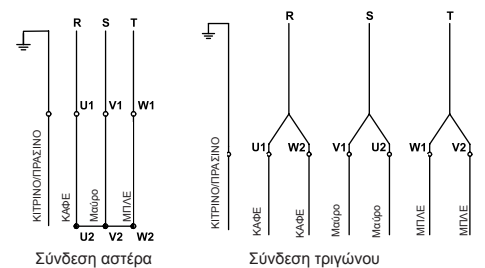 R S T
U1 V1 W1
ΚΙΤΡΙΝΟ/ΠΡΑΣΙΝΟ
ΚΑΦΕ
Μαύρο
ΜΠΛΕ
U2 V2 W2
Σύνδεση αστέρα
R S T
U1 W2 V1 U2 W1 V2
ΚΙΤΡΙΝΟ/ΠΡΑΣΙΝΟ
ΚΑΦΕ
ΚΑΦΕ
Μαύρο
Μαύρο
ΜΠΛΕ
ΜΠΛΕ
Σύνδεση τριγώνου